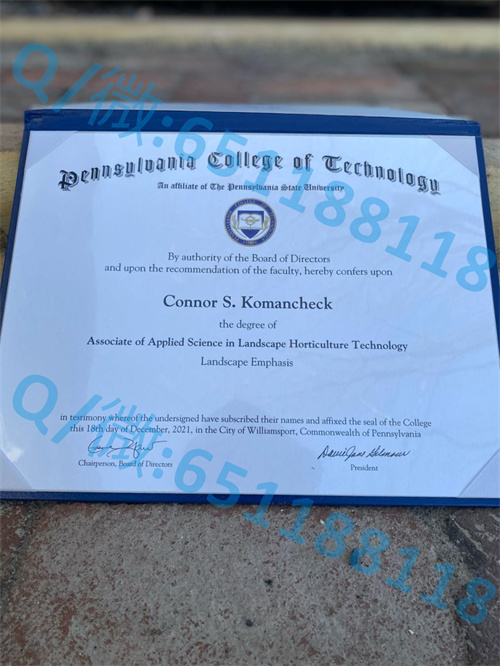 Q/微:651188118
Pennsylvania College of Technology
An affiliate of The Pennsylvania State University
By authority of the Board of Directors
and upon the recommendation of the faculty, hereby confers upon
Connor S. Komancheck
the degree of
Associate of Applied Science in Landscape Horticulture Technology
Landscape Emphasis
in testimony whereof the undersigned have subscribed their names and affixed the seal of the College
this 18th day of December, 2021, in the City of Williamsport, Commonwealth of Pennsylvania
Chairperson, Board of Directors
President
Q/微:651188118